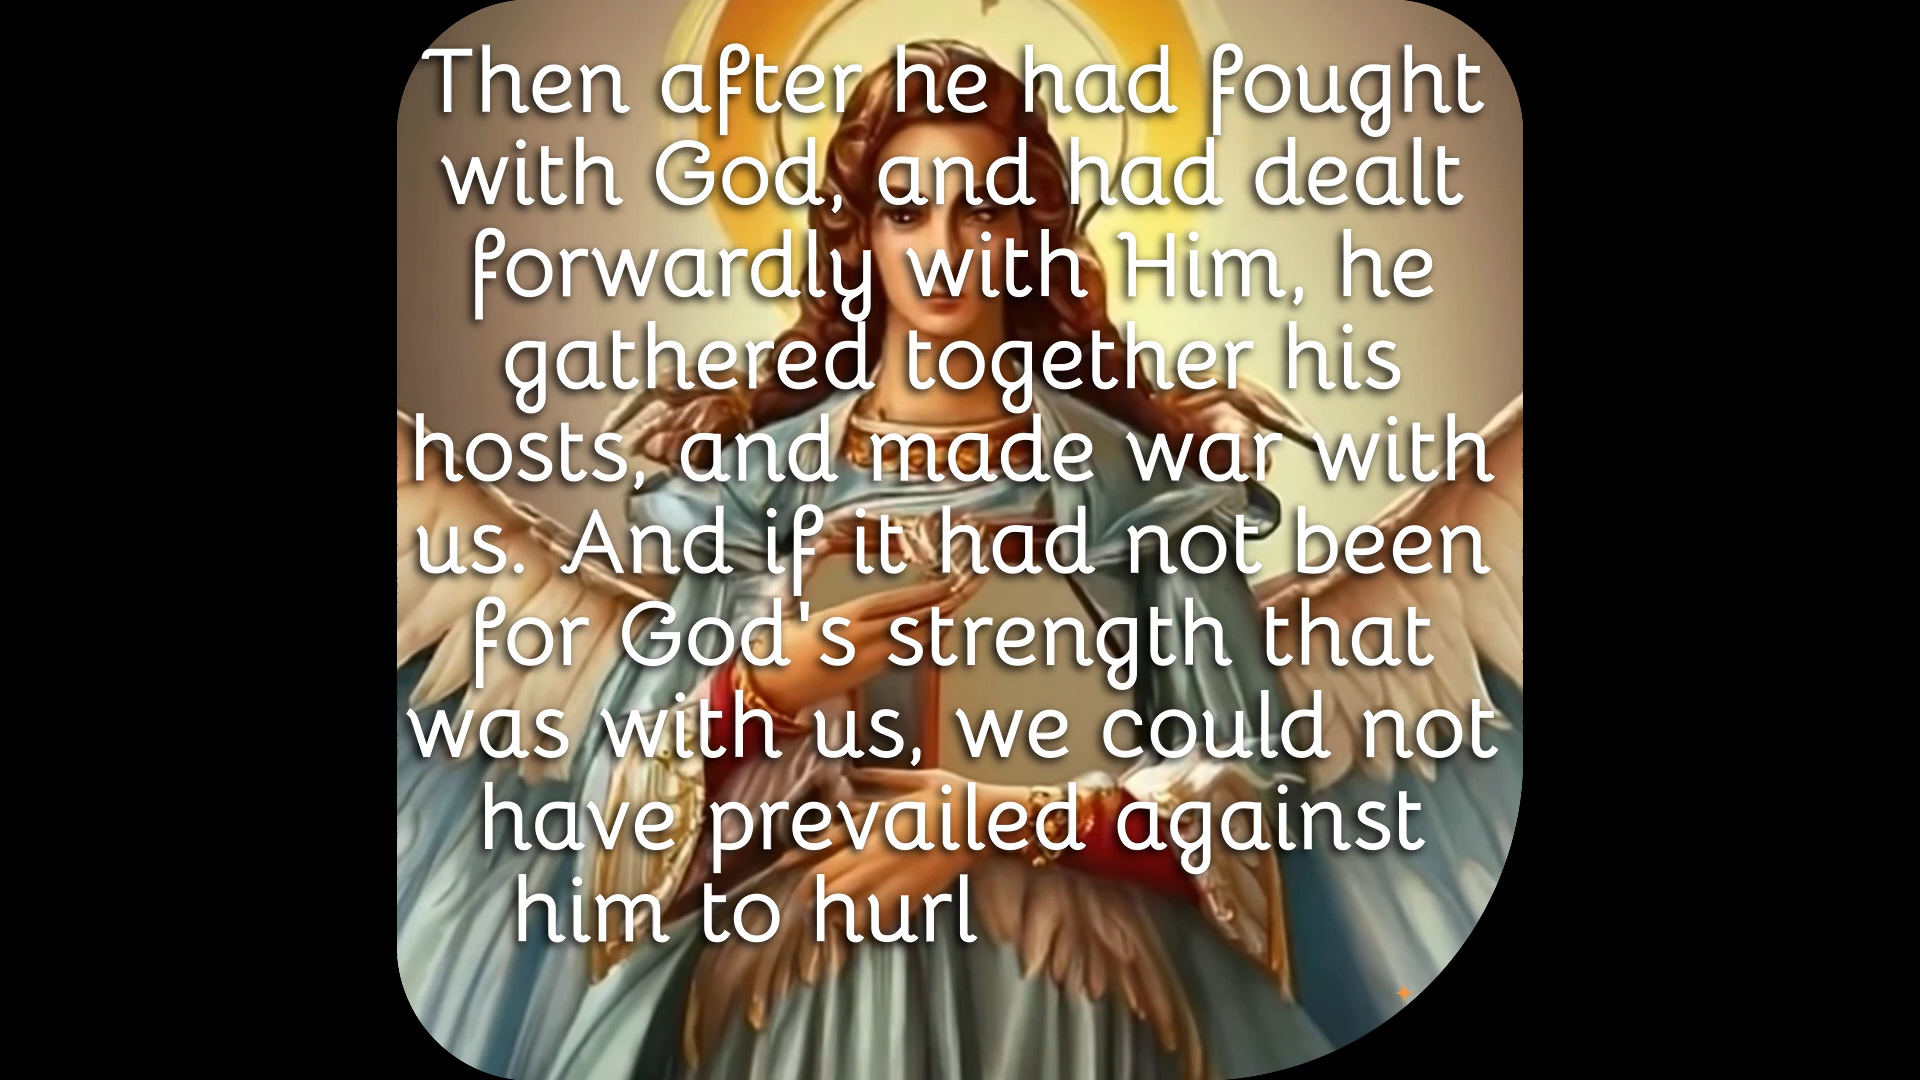 Then after he had fought
with God, and had dealt
forwardly with Him, he
gathered together his
hosts, and made war with
us. And if it had not been
for God's strength that
was with us, we could not
have prevailed against
him to hurl